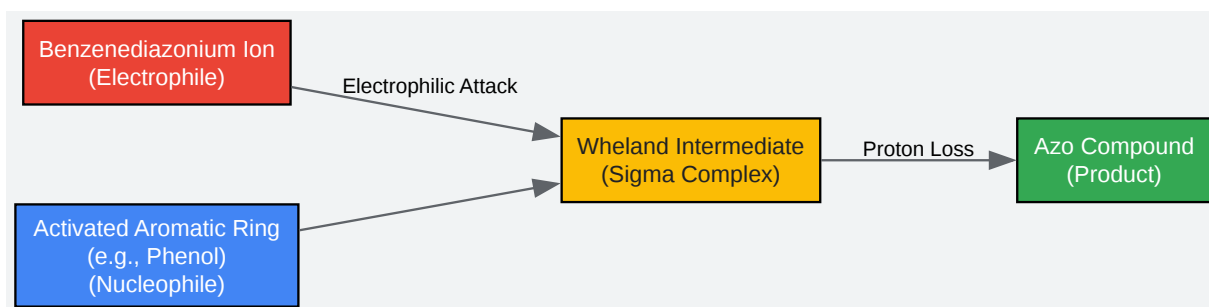 Benzenediazonium Ion
(Electrophile)
Electrophilic Attack
Activated Aromatic Ring
(e.g., Phenol)
(Nucleophile)
Wheland Intermediate
(Sigma Complex)
Proton Loss
Azo Compound
(Product)